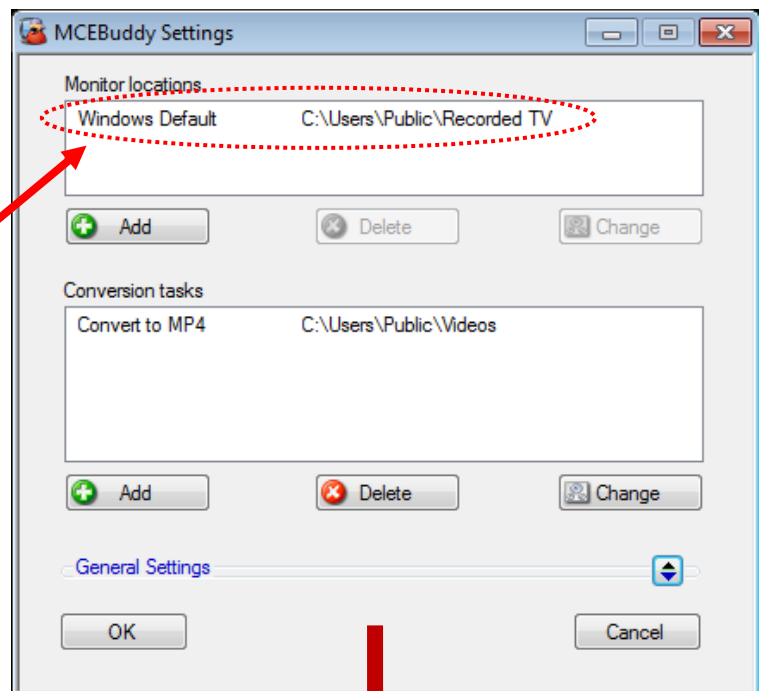 MCEBuddy Settings
Monitor locations
Windows Default C:\Users\Public\Recorded TV
Add Delete Change
Conversion tasks
Convert to MP4 C:\Users\Public\Videos
Add Delete Change
General Settings
OK Cancel